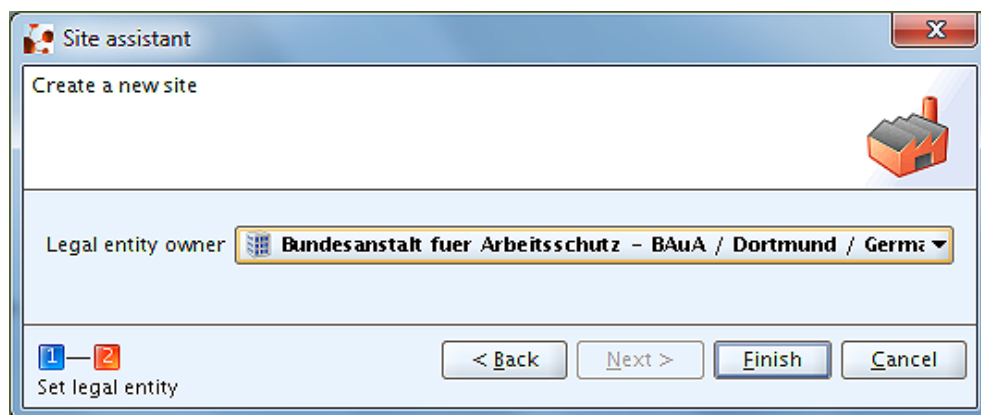 Site assistant
Create a new site
Legal entity owner Bundesanstalt fuer Arbeitsschutz – BAuA / Dortmund / Germa
1 2
< Back Next > Finish Cancel
Set legal entity